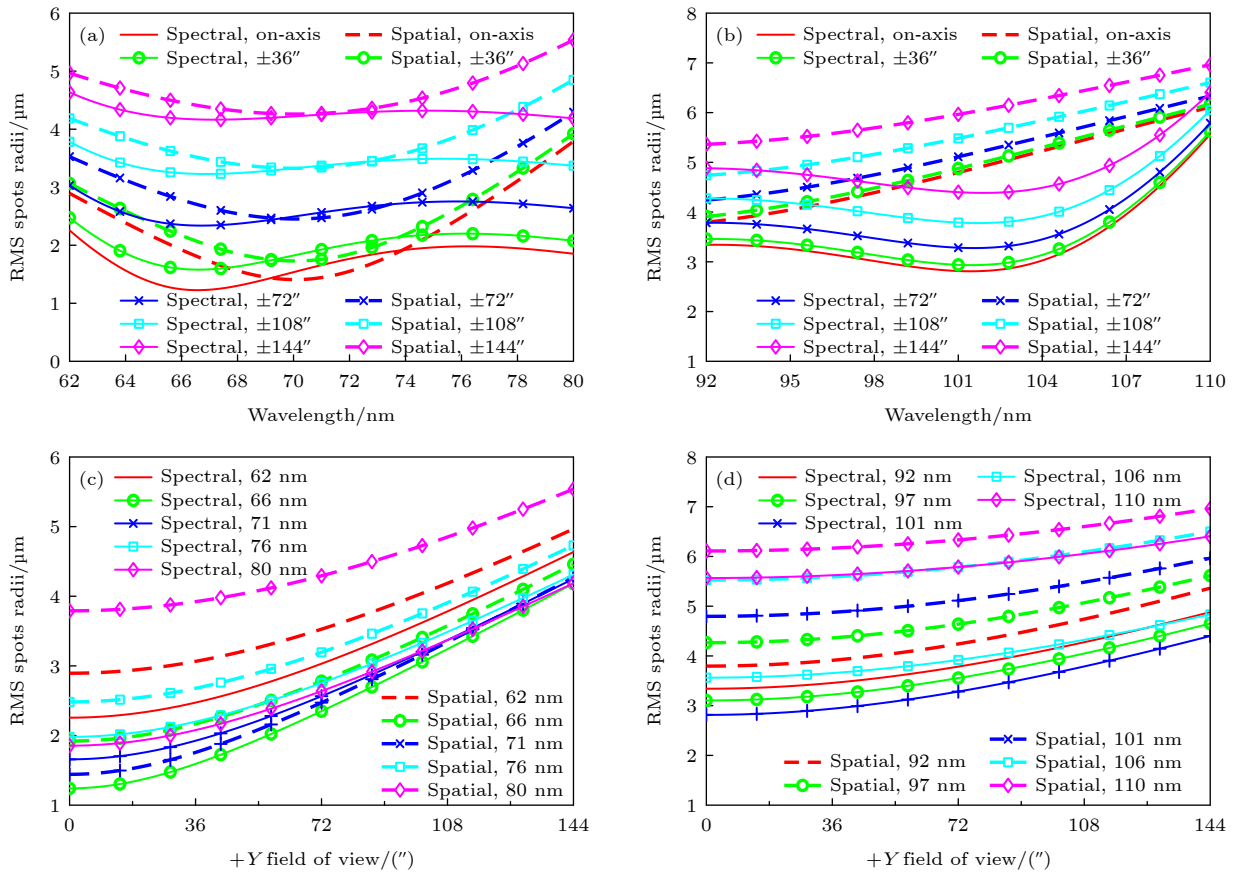 (a)
Spectral, on-axis
Spatial, on-axis
Spectral, ±36″
Spatial, ±36″
Spectral, ±72″
Spatial, ±72″
Spectral, ±108″
Spatial, ±108″
Spectral, ±144″
Spatial, ±144″
RMS spots radii/μm
0
1
2
3
4
5
6
62
64
66
68
70
72
74
76
78
80
Wavelength/nm
(b)
Spectral, on-axis
Spatial, on-axis
Spectral, ±36″
Spatial, ±36″
Spectral, ±72″
Spatial, ±72″
Spectral, ±108″
Spatial, ±108″
Spectral, ±144″
Spatial, ±144″
RMS spots radii/μm
1
2
3
4
5
6
7
8
92
95
98
101
104
107
110
Wavelength/nm
(c)
Spectral, 62 nm
Spectral, 66 nm
Spectral, 71 nm
Spectral, 76 nm
Spectral, 80 nm
Spatial, 62 nm
Spatial, 66 nm
Spatial, 71 nm
Spatial, 76 nm
Spatial, 80 nm
RMS spots radii/μm
1
2
3
4
5
6
0
36
72
108
144
+Y field of view/(″)
(d)
Spectral, 92 nm
Spectral, 97 nm
Spectral, 101 nm
Spectral, 106 nm
Spectral, 110 nm
Spatial, 92 nm
Spatial, 97 nm
Spatial, 101 nm
Spatial, 106 nm
Spatial, 110 nm
RMS spots radii/μm
1
2
3
4
5
6
7
8
0
36
72
108
144
+Y field of view/(″)